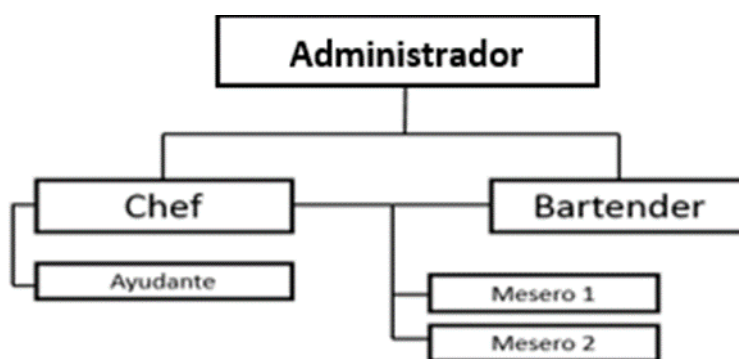 Administrador
Chef
Bartender
Ayudante
Mesero 1
Mesero 2